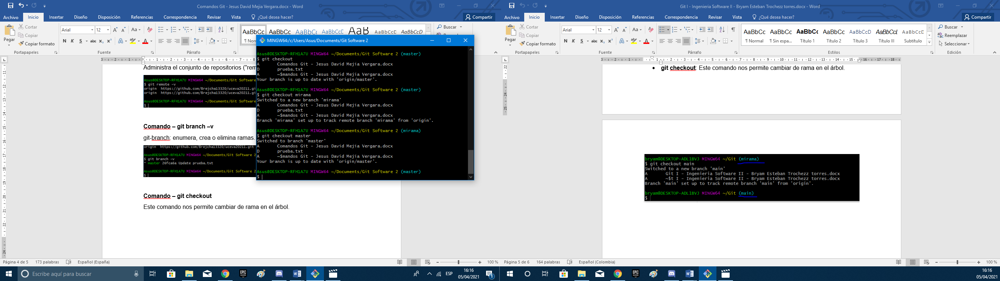 Comandos Git - Jesus David Mejia Vergara.docx - Word
Archivo Inicio Insertar Diseño Disposición Referencias Correspondencia Revisar Vista ¿Qué desea hacer? Compartir
Pegar
Cortar
Copiar
Copiar formato
Portapapeles
Arial 12
N K S abc x₂ x²
Fuente
Párrafo
AaBbCc AaBbCc AaBbCc AaBbCcD AaB AaBbCcD AaBbCcD
¶ Nor
Buscar
Administra el conjunto de repositorios ("rem
Asus@DESKTOP-RFH1A7U MINGW64 ~/Documents/Git Software
$ git remote -v
origin https://github.com/Brejcha13320/uceva20211.git
origin https://github.com/Brejcha13320/uceva20211.git
Asus@DESKTOP-RFH1A7U MINGW64 ~/Documents/Git Software
$
Comando – git branch –v
git-branch: enumera, crea o elimina ramas.
origin https://github.com/Brejcha13320/uceva20211.git
Asus@DESKTOP-RFH1A7U MINGW64 ~/Documents/Git Software 2
$ git branch -v
* master 26fca6a Update prueba.txt
Asus@DESKTOP-RFH1A7U MINGW64 ~/Documents/Git Software 2
$
Comando – git checkout
Este comando nos permite cambiar de rama en el árbol.
Página 4 de 5 173 palabras Español (España) 100 %
MINGW64:/c/Users/Asus/Documents/Git Software 2
Asus@DESKTOP-RFH1A7U MINGW64 ~/Documents/Git Software 2 (master)
$ git checkout
A Comandos Git - Jesus David Mejia Vergara.docx
D prueba.txt
A ~$mandos Git - Jesus David Mejia Vergara.docx
Your branch is up to date with 'origin/master'.
Asus@DESKTOP-RFH1A7U MINGW64 ~/Documents/Git Software 2 (master)
$ git checkout mirama
Switched to a new branch 'mirama'
A Comandos Git - Jesus David Mejia Vergara.docx
D prueba.txt
A ~$mandos Git - Jesus David Mejia Vergara.docx
Branch 'mirama' set up to track remote branch 'mirama' from 'origin'.
Asus@DESKTOP-RFH1A7U MINGW64 ~/Documents/Git Software 2 (mirama)
$ git checkout master
Switched to branch 'master'
A Comandos Git - Jesus David Mejia Vergara.docx
D prueba.txt
A ~$mandos Git - Jesus David Mejia Vergara.docx
Your branch is up to date with 'origin/master'.
Asus@DESKTOP-RFH1A7U MINGW64 ~/Documents/Git Software 2 (master)
$
Escribe aquí para buscar
EPIC GAMES
ESP
16:16
05/04/2021
1
Git I - Ingenieria Software II - Bryam Esteban Trochezz torres.docx - Word
Archivo Inicio Insertar Diseño Disposición Referencias Correspondencia Revisar Vista ¿Qué desea hacer? Compartir
Pegar
Cortar
Copiar
Copiar formato
Portapapeles
Arial 12
N K S abc x₂ x²
Fuente
Párrafo
AaBbCc AaBbCc AaBbCc AaBbCc AaBbCcD AaBbCcL AaBbCcD
¶ Normal ¶ Sin espa... Título 1 Título 2 Título 3 Título III Subtítulo
Estilos
Buscar
Reemplazar
Seleccionar
Edición
• git checkout: Este comando nos permite cambiar de rama en el árbol.
bryam@DESKTOP-ADL1BVJ MINGW64 ~/Git (mirama)
$ git checkout main
Switched to a new branch 'main'
A Git I - Ingenieria Software II - Bryam Esteban Trochezz torres.docx
A ~$t I - Ingenieria Software II - Bryam Esteban Trochezz torres.docx
Branch 'main' set up to track remote branch 'main' from 'origin'.
bryam@DESKTOP-ADL1BVJ MINGW64 ~/Git (main)
$
Página 5 de 6 164 palabras Español (Colombia) 100 %
EPIC GAMES
16:16
05/04/2021